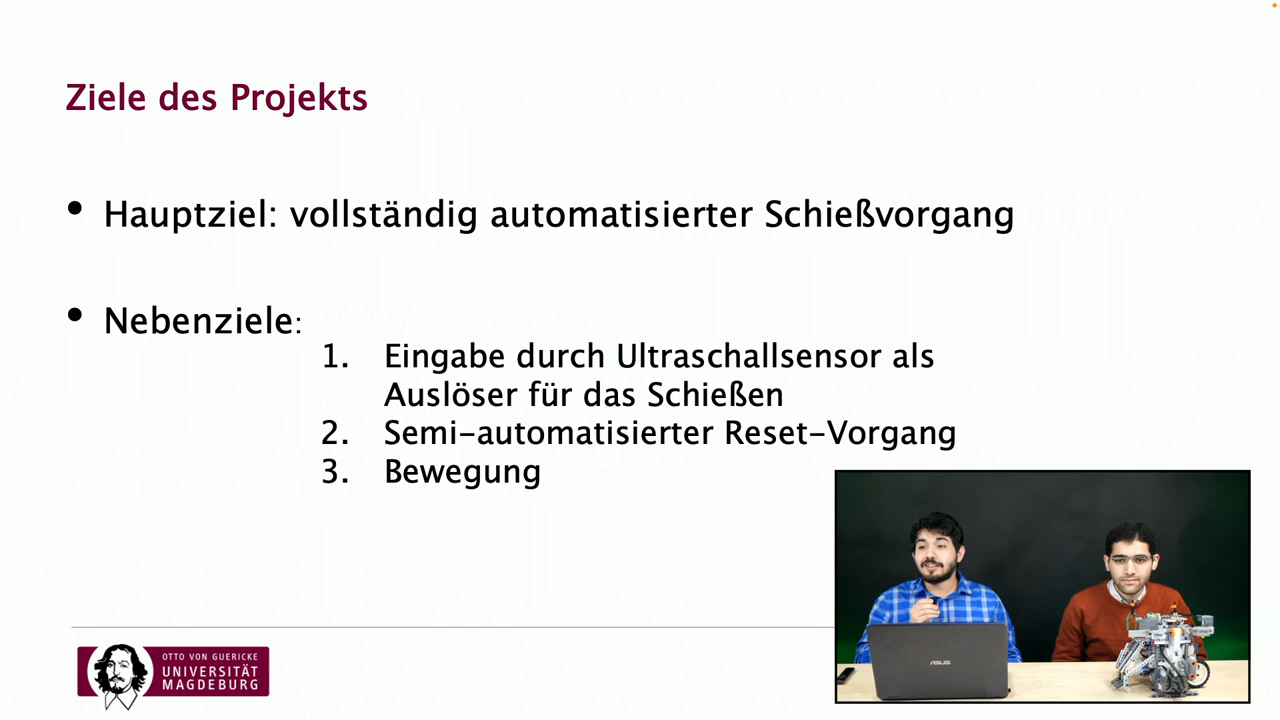 Ziele des Projekts
• Hauptziel: vollständig automatisierter Schießvorgang
• Nebenziele:
1. Eingabe durch Ultraschallsensor als
Auslöser für das Schießen
2. Semi-automatisierter Reset-Vorgang
3. Bewegung
OTTO VON GUERICKE
UNIVERSITÄT
MAGDEBURG
ASUS